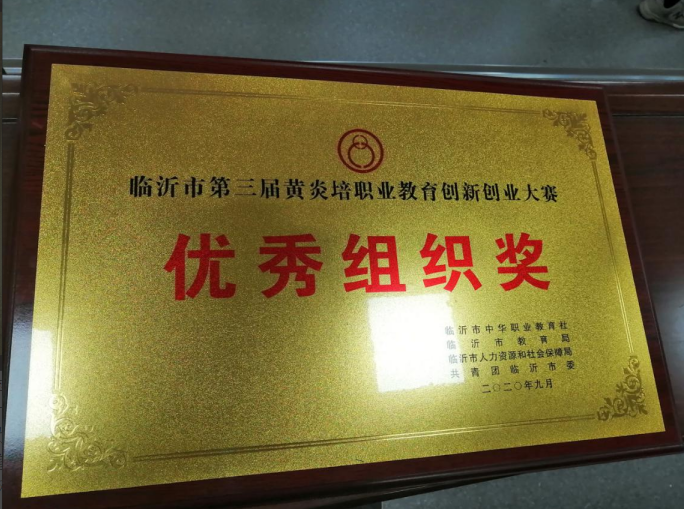 临沂市第三届黄炎培职业教育创新创业大赛
优秀组织奖
临沂市中华职业教育社
临沂市教育局
临沂市人力资源和社会保障局
共青团临沂市委
二〇二〇年九月